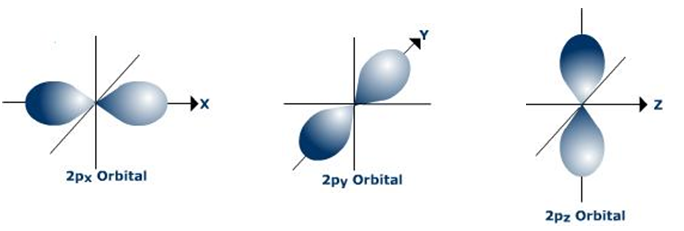 X
2px Orbital
Y
2py Orbital
Z
2pz Orbital